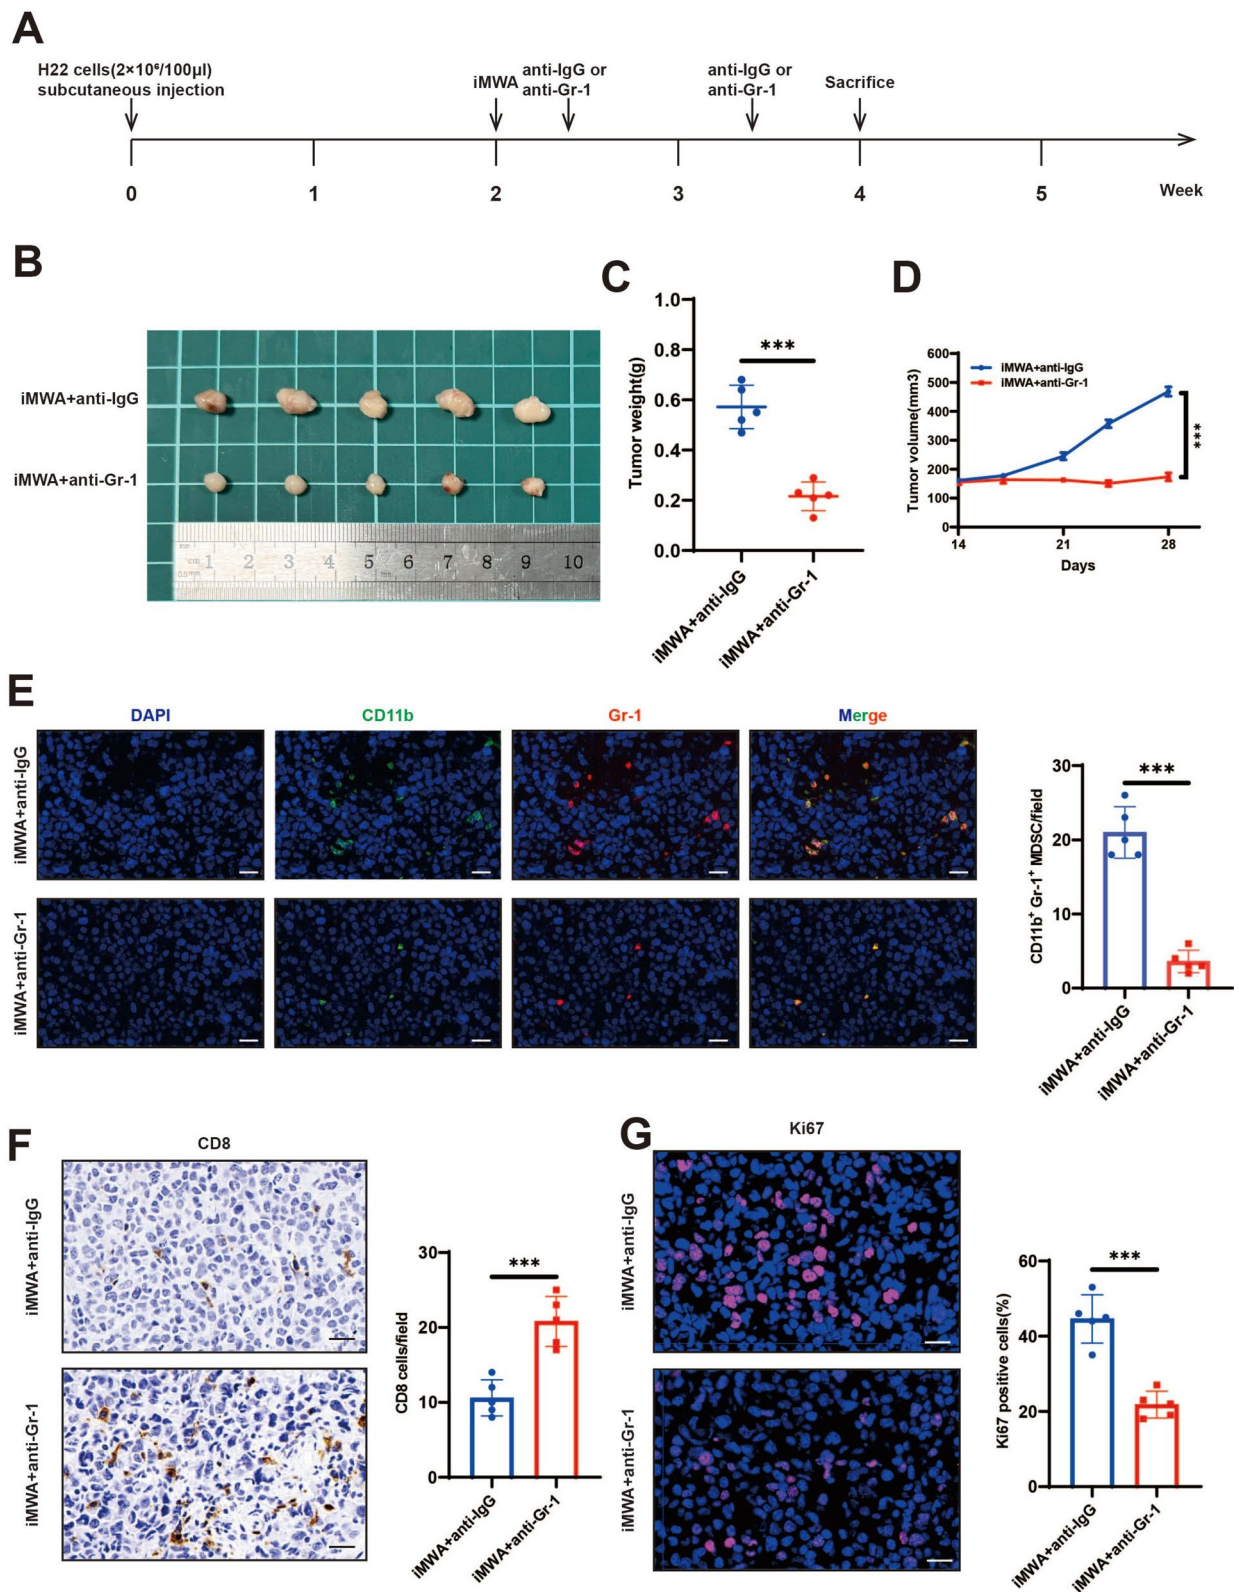 A
H22 cells(2×10⁶/100μl)
subcutaneous injection
iMWA
anti-IgG or
anti-Gr-1
anti-IgG or
anti-Gr-1
Sacrifice
0
1
2
3
4
5
Week
B
iMWA+anti-IgG
iMWA+anti-Gr-1
cm
1 2 3 4 5 6 7 8 9 10
C
Tumor weight(g)
1.0
0.8
0.6
0.4
0.2
0.0
***
iMWA+anti-IgG
iMWA+anti-Gr-1
D
Tumor volume(mm3)
600
500
400
300
200
100
0
iMWA+anti-IgG
iMWA+anti-Gr-1
***
14
21
28
Days
E
DAPI
CD11b
Gr-1
Merge
iMWA+anti-IgG
iMWA+anti-Gr-1
CD11b⁺ Gr-1⁺ MDSC/field
30
20
10
0
***
iMWA+anti-IgG
iMWA+anti-Gr-1
F
CD8
iMWA+anti-IgG
iMWA+anti-Gr-1
CD8 cells/field
30
20
10
0
***
iMWA+anti-IgG
iMWA+anti-Gr-1
G
Ki67
iMWA+anti-IgG
iMWA+anti-Gr-1
Ki67 positive cells(%)
60
40
20
0
***
iMWA+anti-IgG
iMWA+anti-Gr-1